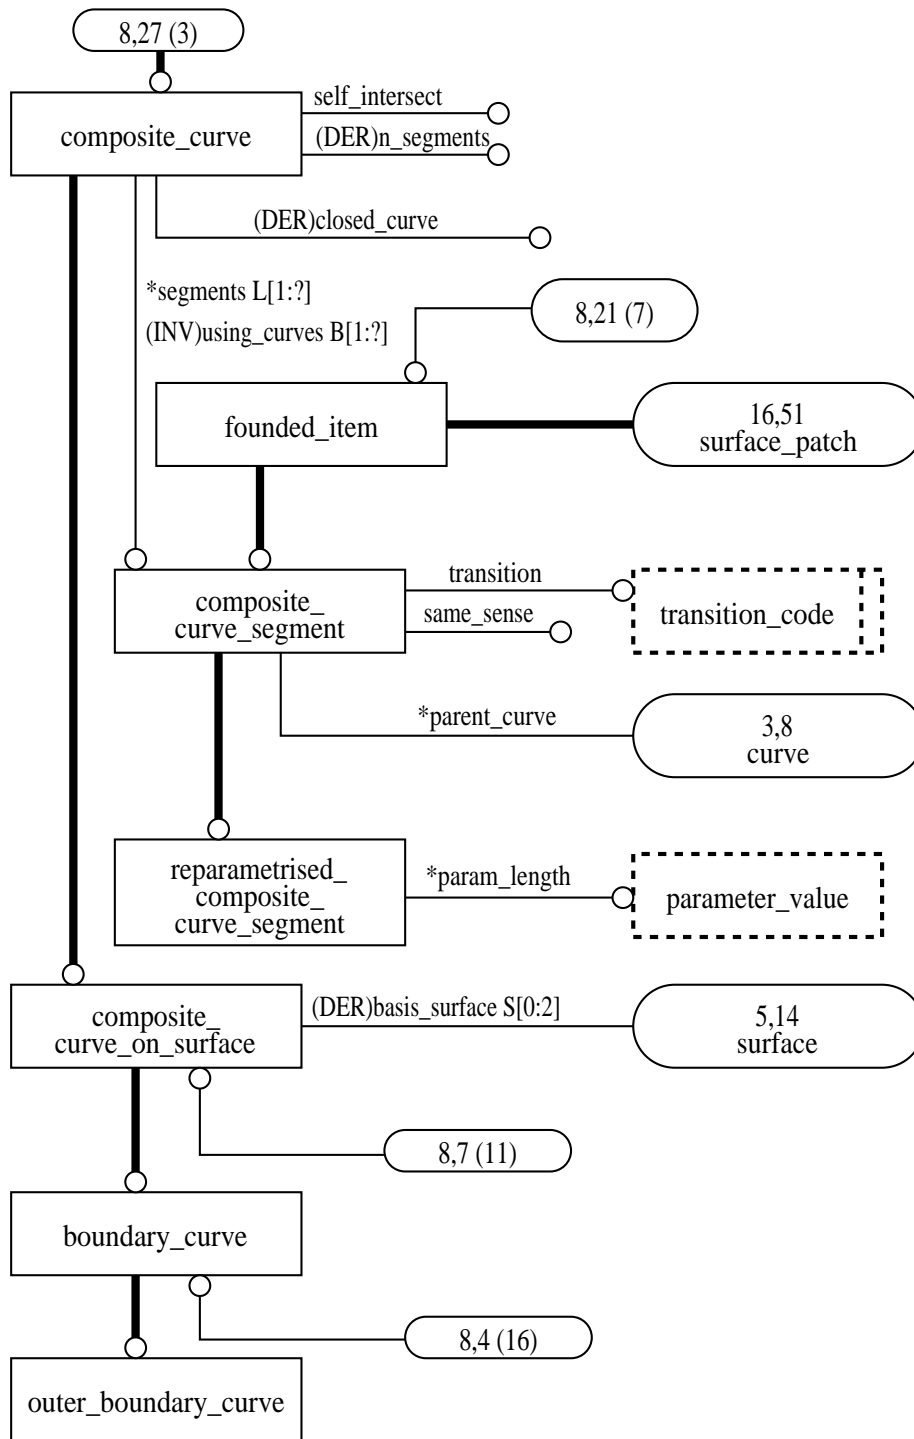 8,27 (3)
self_intersect
composite_curve
(DER)n_segments
(DER)closed_curve
*segments L[1:?]
8,21 (7)
(INV)using_curves B[1:?]
founded_item
16,51
surface_patch
transition
composite_
curve_segment
same_sense
transition_code
*parent_curve
3,8
curve
reparametrised_
composite_
curve_segment
*param_length
parameter_value
(DER)basis_surface S[0:2]
composite_
curve_on_surface
5,14
surface
8,7 (11)
boundary_curve
8,4 (16)
outer_boundary_curve